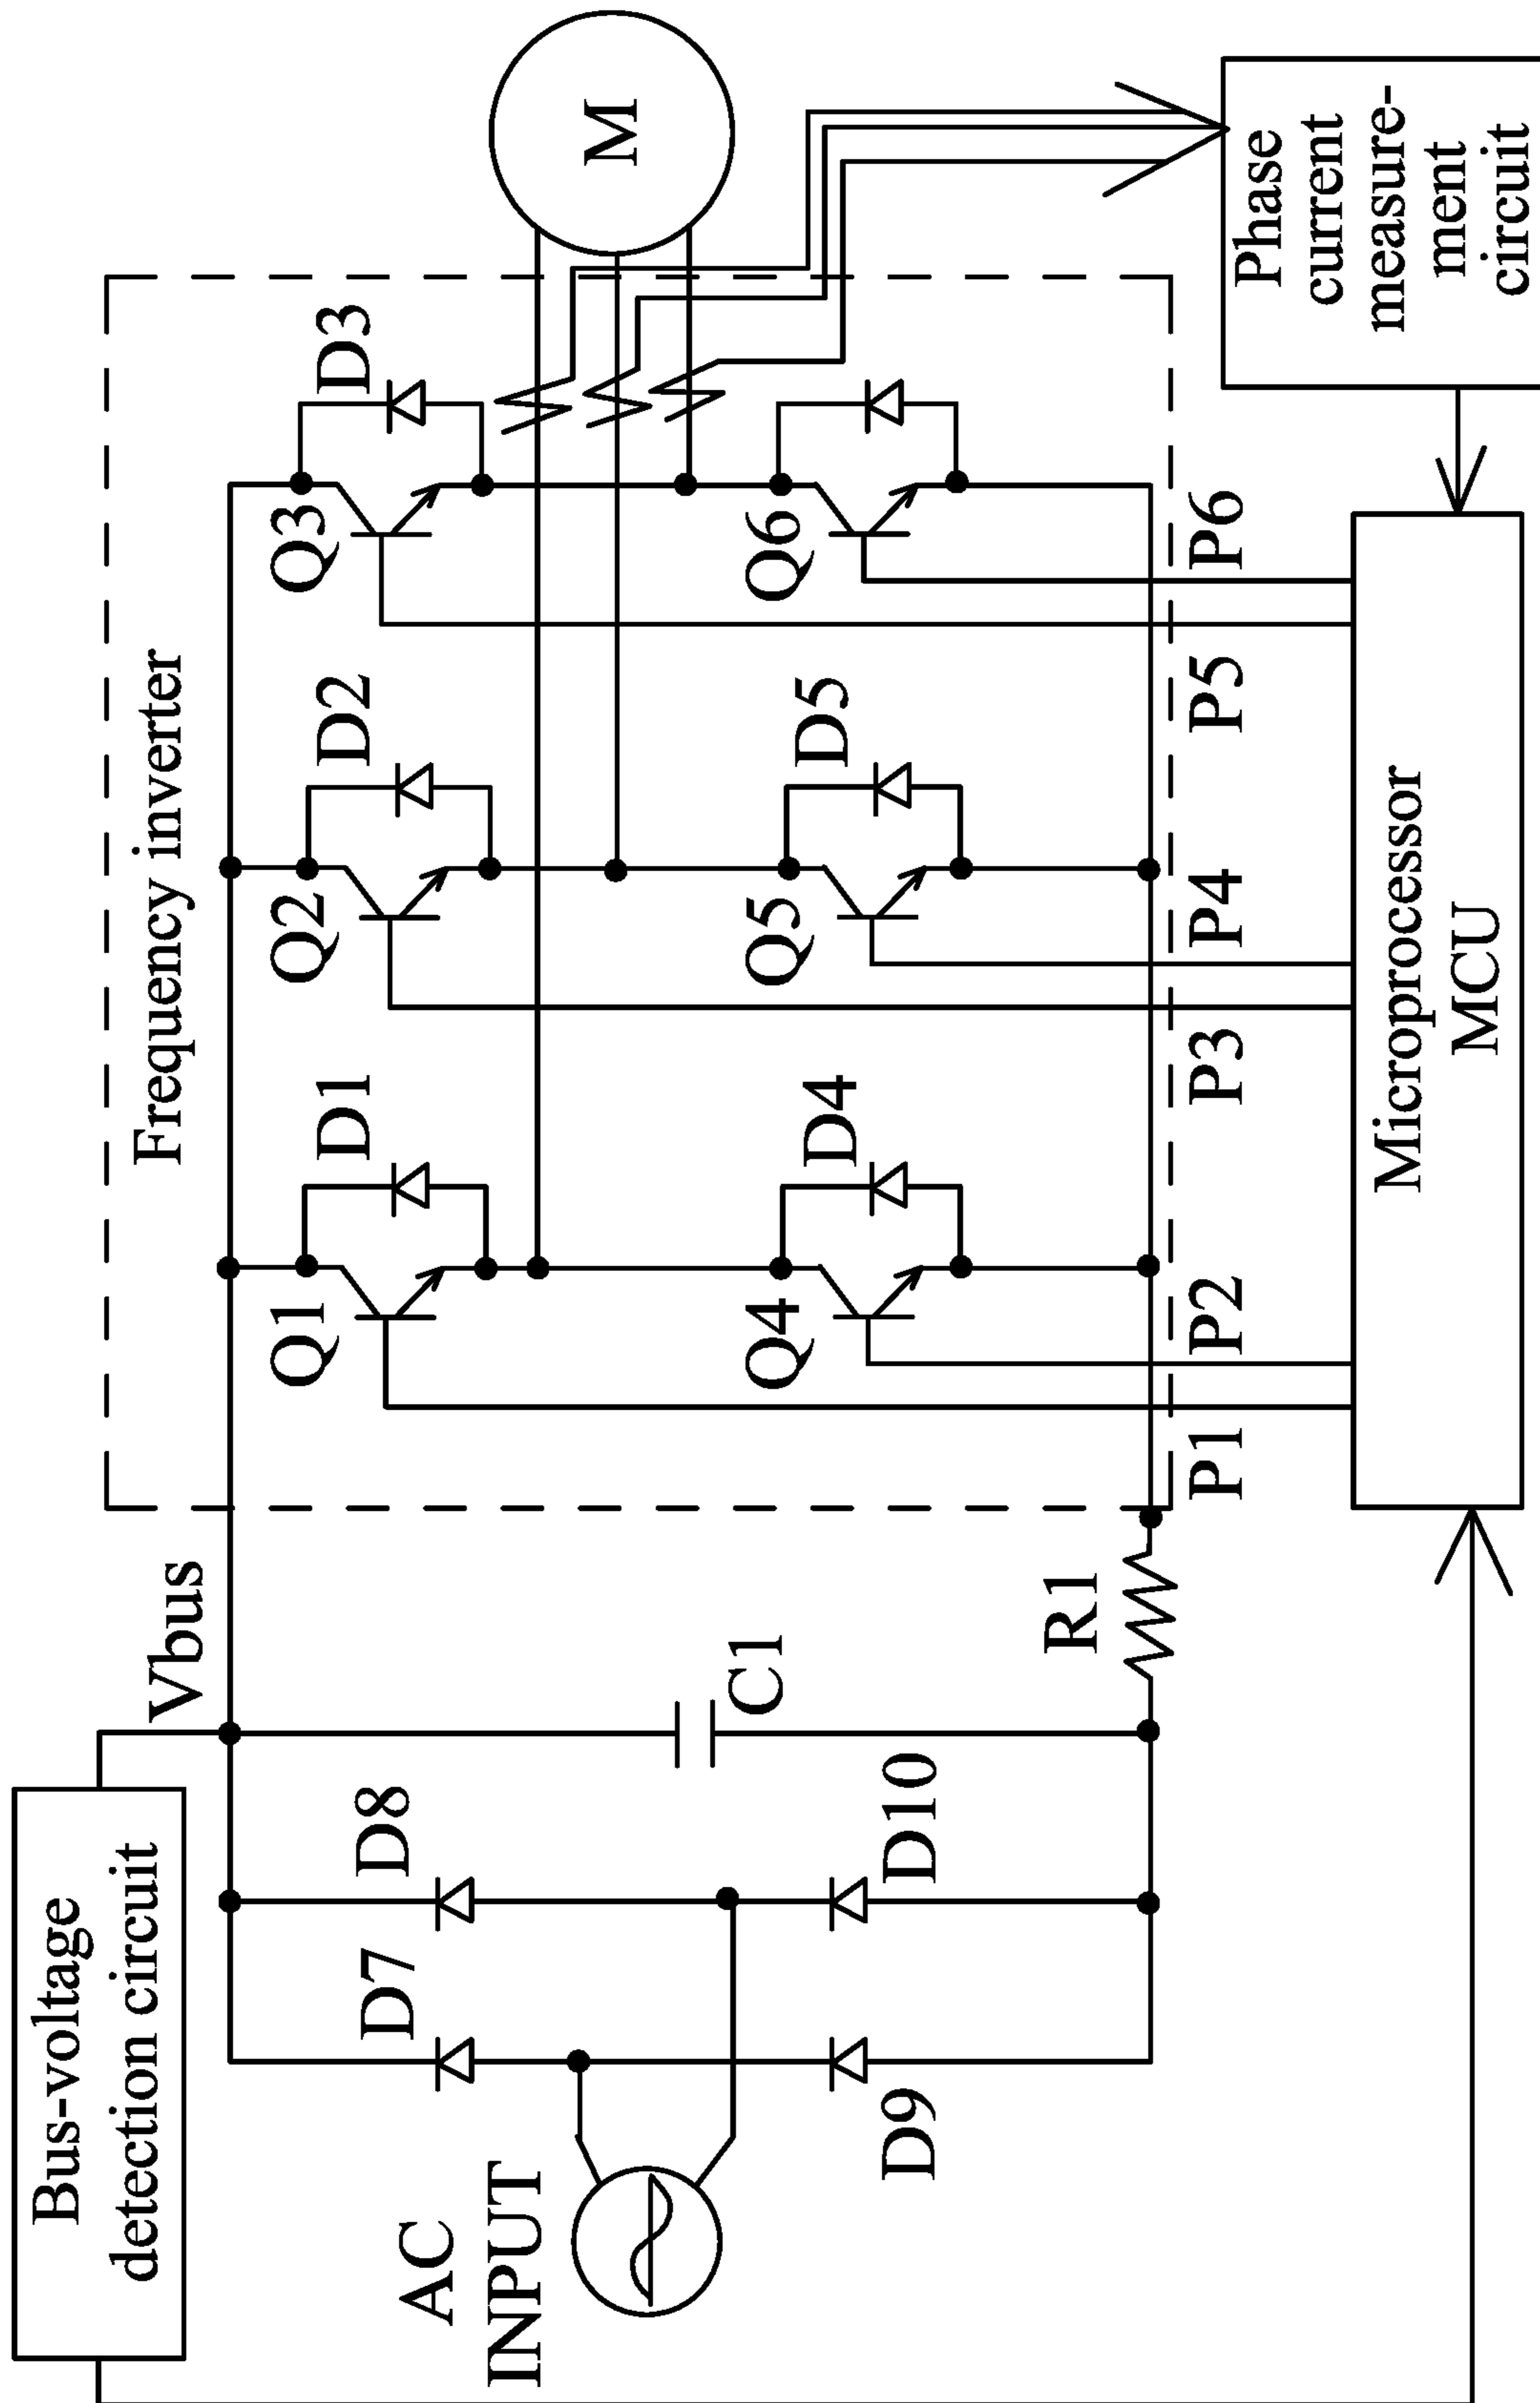 Bus-voltage
detection circuit
Vbus
Frequency inverter
AC
INPUT
D7
D8
D9
D10
C1
R1
Q1
D1
Q2
D2
Q3
D3
Q4
D4
Q5
D5
Q6
M
P1
P2
P3
P4
P5
P6
Microprocessor
MCU
Phase
current
measure-
ment
circuit